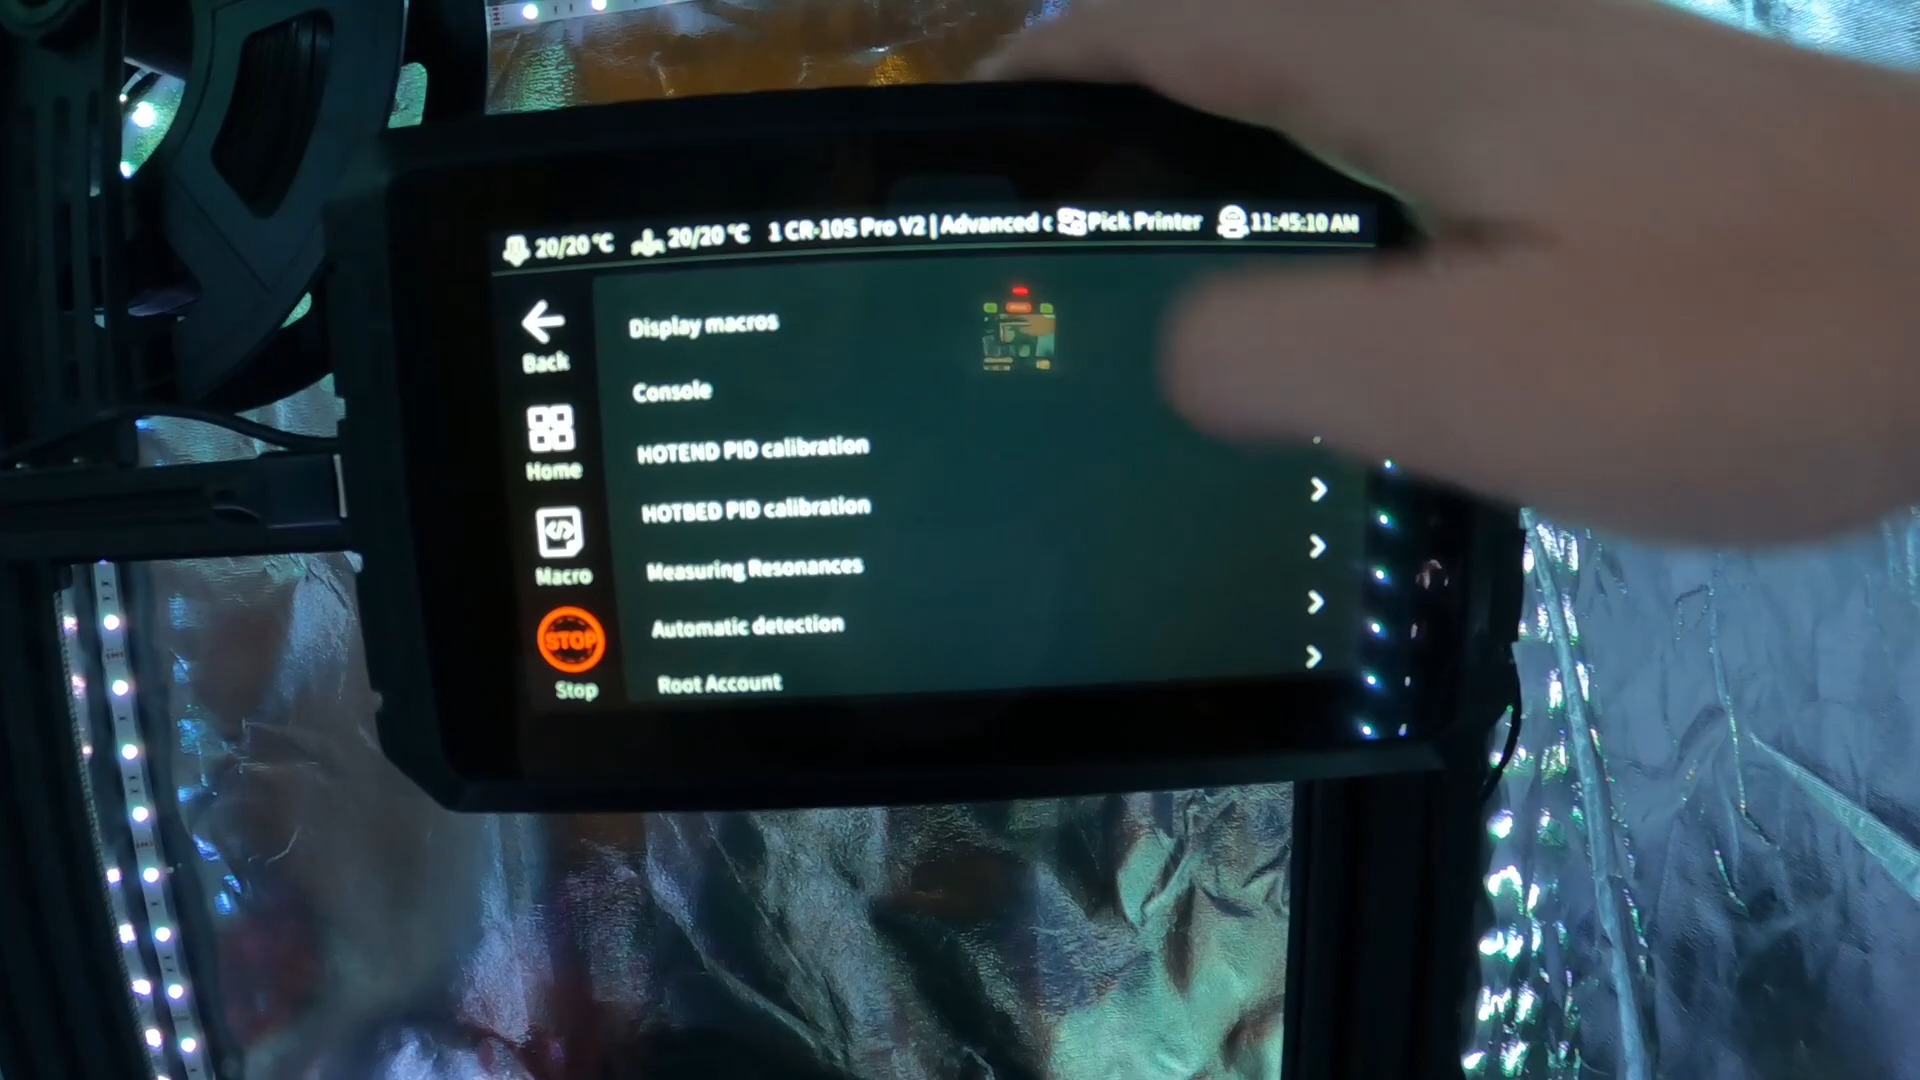 20/20 °C 20/20 °C 1 CR-10S Pro V2 | Advanced c Pick Printer 11:45:10 AM
Back
Home
Macro
STOP
Stop
Display macros
Console
HOTEND PID calibration
HOTBED PID calibration
Measuring Resonances
Automatic detection
Root Account